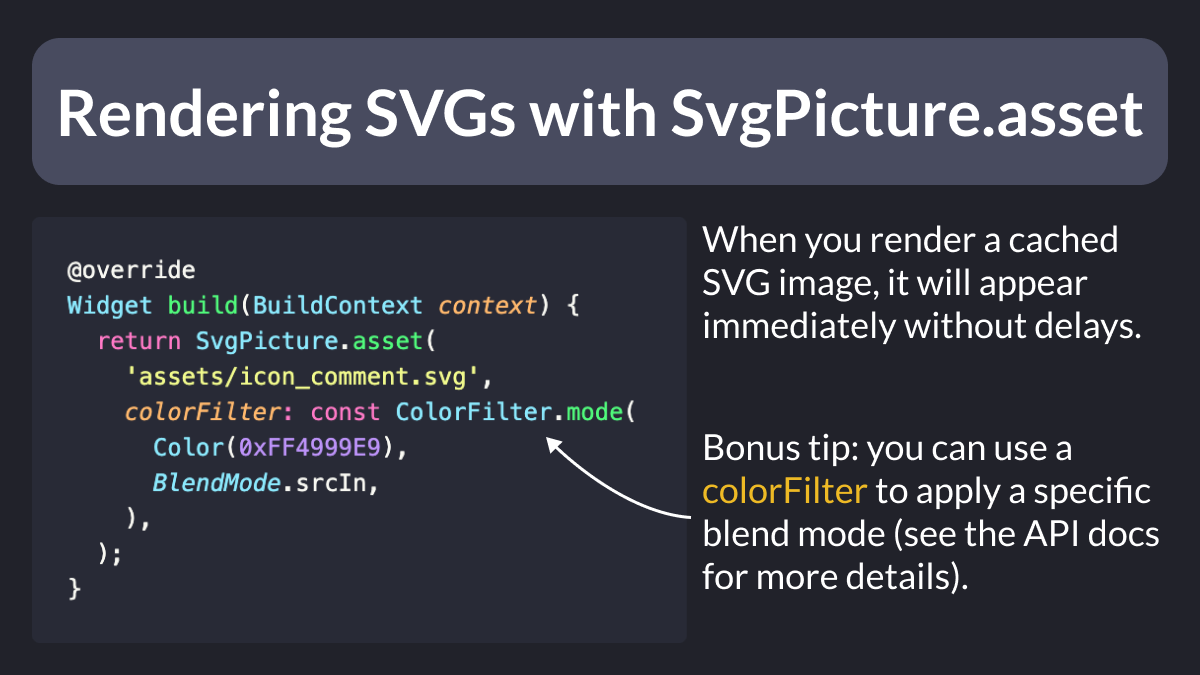 Rendering SVGs with SvgPicture.asset
@override
Widget build(BuildContext context) {
  return SvgPicture.asset(
    'assets/icon_comment.svg',
    colorFilter: const ColorFilter.mode(
      Color(0xFF4999E9),
      BlendMode.srcIn,
    ),
  );
}
When you render a cached
SVG image, it will appear
immediately without delays.
Bonus tip: you can use a
colorFilter to apply a specific
blend mode (see the API docs
for more details).